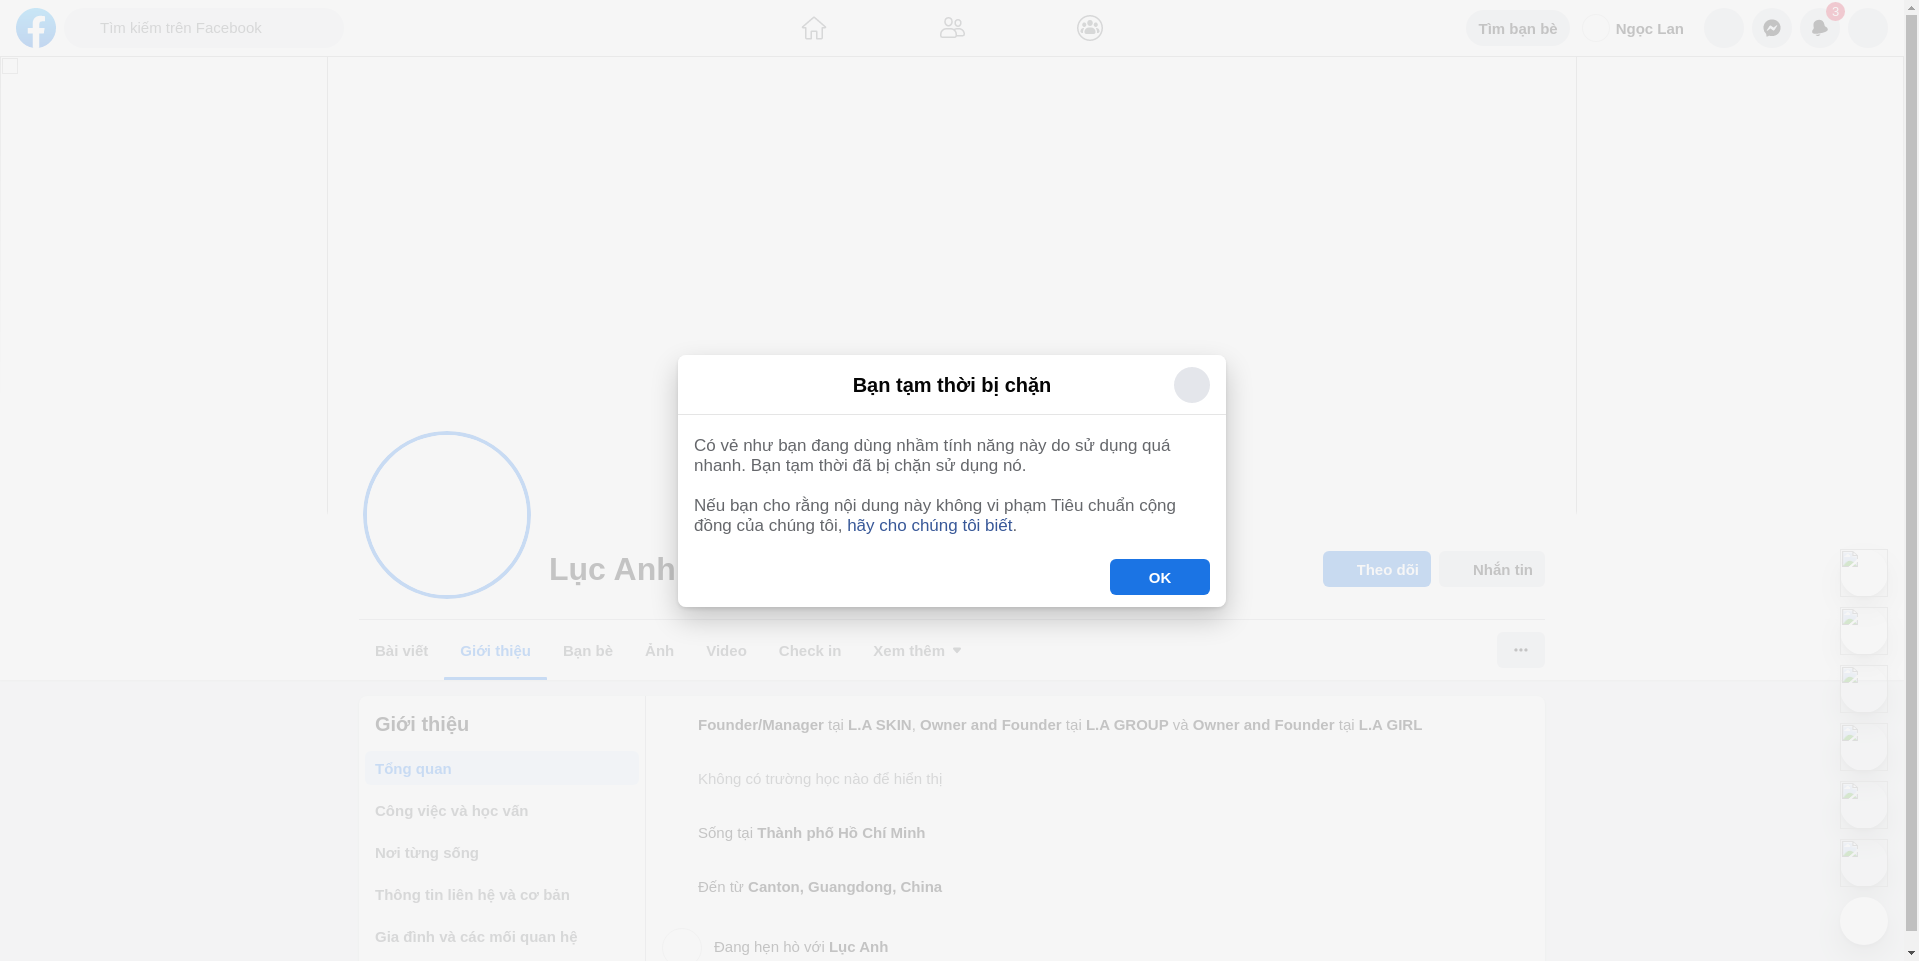 Tìm kiếm trên Facebook
Tìm bạn bè
Ngọc Lan
3
Bạn tạm thời bị chặn
Có vẻ như bạn đang dùng nhầm tính năng này do sử dụng quá
nhanh. Bạn tạm thời đã bị chặn sử dụng nó.
Nếu bạn cho rằng nội dung này không vi phạm Tiêu chuẩn cộng
đồng của chúng tôi, hãy cho chúng tôi biết.
OK
Lục Anh
Theo dõi
Nhắn tin
Bài viết
Giới thiệu
Bạn bè
Ảnh
Video
Check in
Xem thêm
Giới thiệu
Tổng quan
Công việc và học vấn
Nơi từng sống
Thông tin liên hệ và cơ bản
Gia đình và các mối quan hệ
Founder/Manager tại L.A SKIN, Owner and Founder tại L.A GROUP và Owner and Founder tại L.A GIRL
Không có trường học nào để hiển thị
Sống tại Thành phố Hồ Chí Minh
Đến từ Canton, Guangdong, China
Đang hẹn hò với Lục Anh